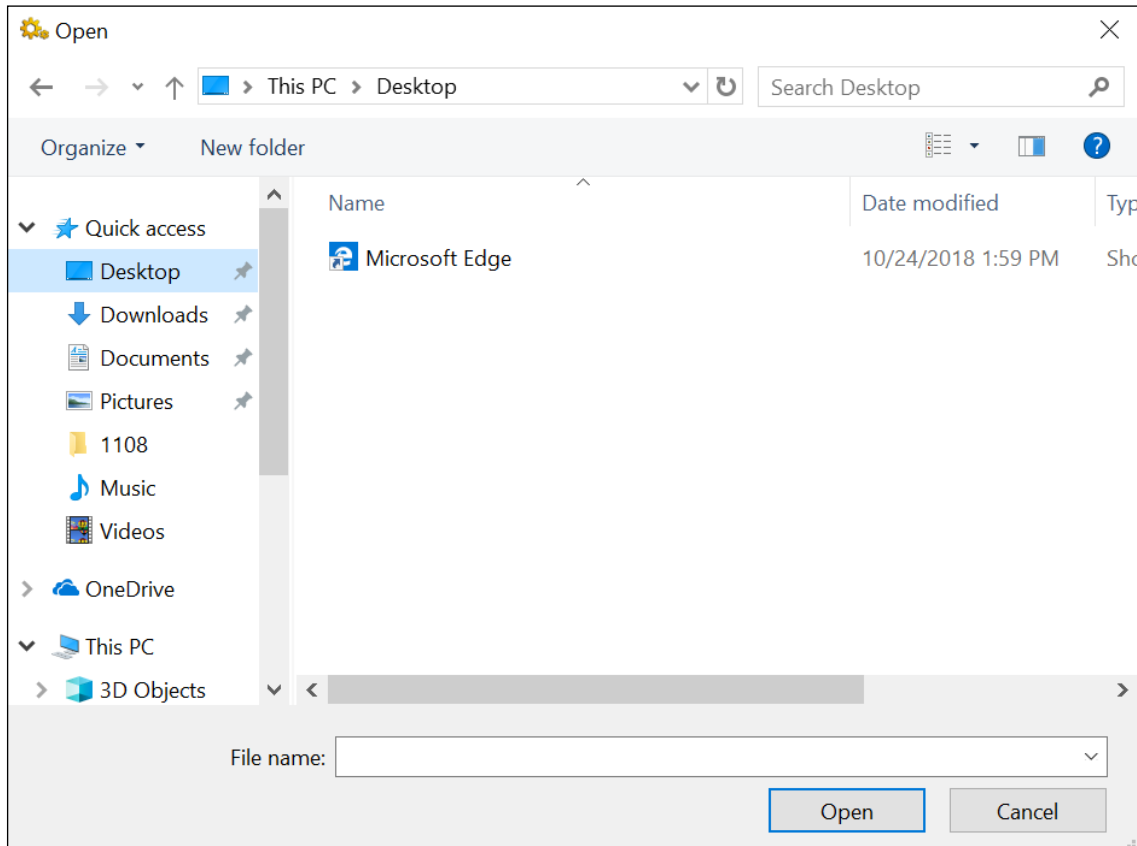 Open
This PC > Desktop
Search Desktop
Organize
New folder
?
Name
Date modified
Typ
Quick access
Desktop
Microsoft Edge
10/24/2018 1:59 PM
Sho
Downloads
Documents
Pictures
1108
Music
Videos
OneDrive
This PC
3D Objects
File name:
Open
Cancel